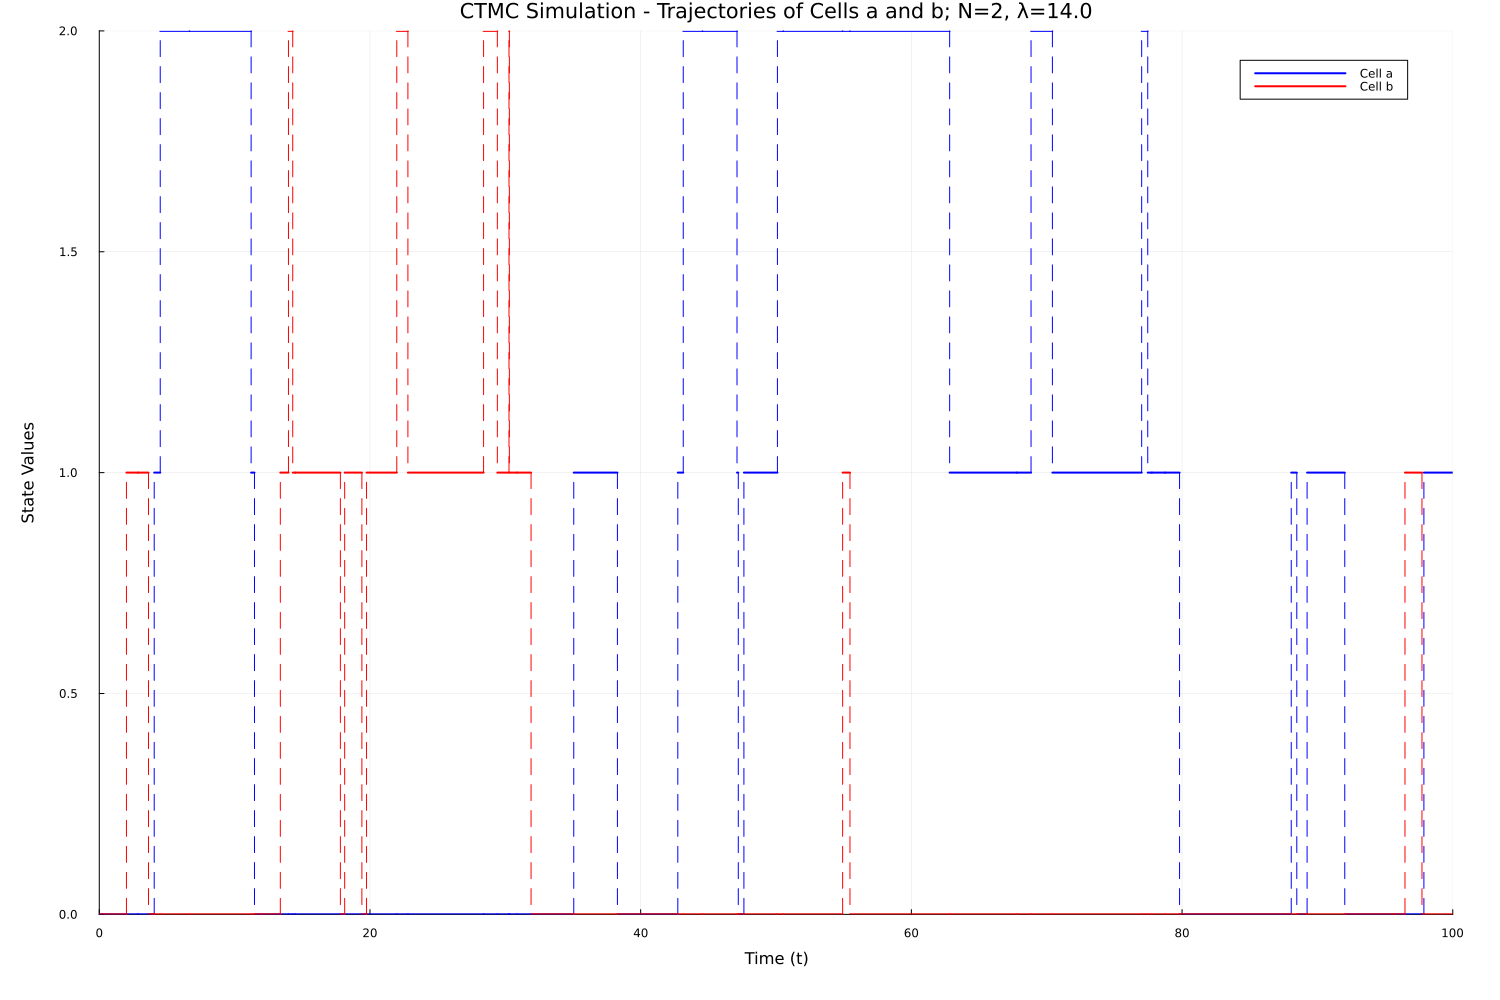 CTMC Simulation - Trajectories of Cells a and b; N=2, λ=14.0
2.0
Cell a
Cell b
1.5
State Values
1.0
0.5
0.0
0 20 40 60 80 100
Time (t)